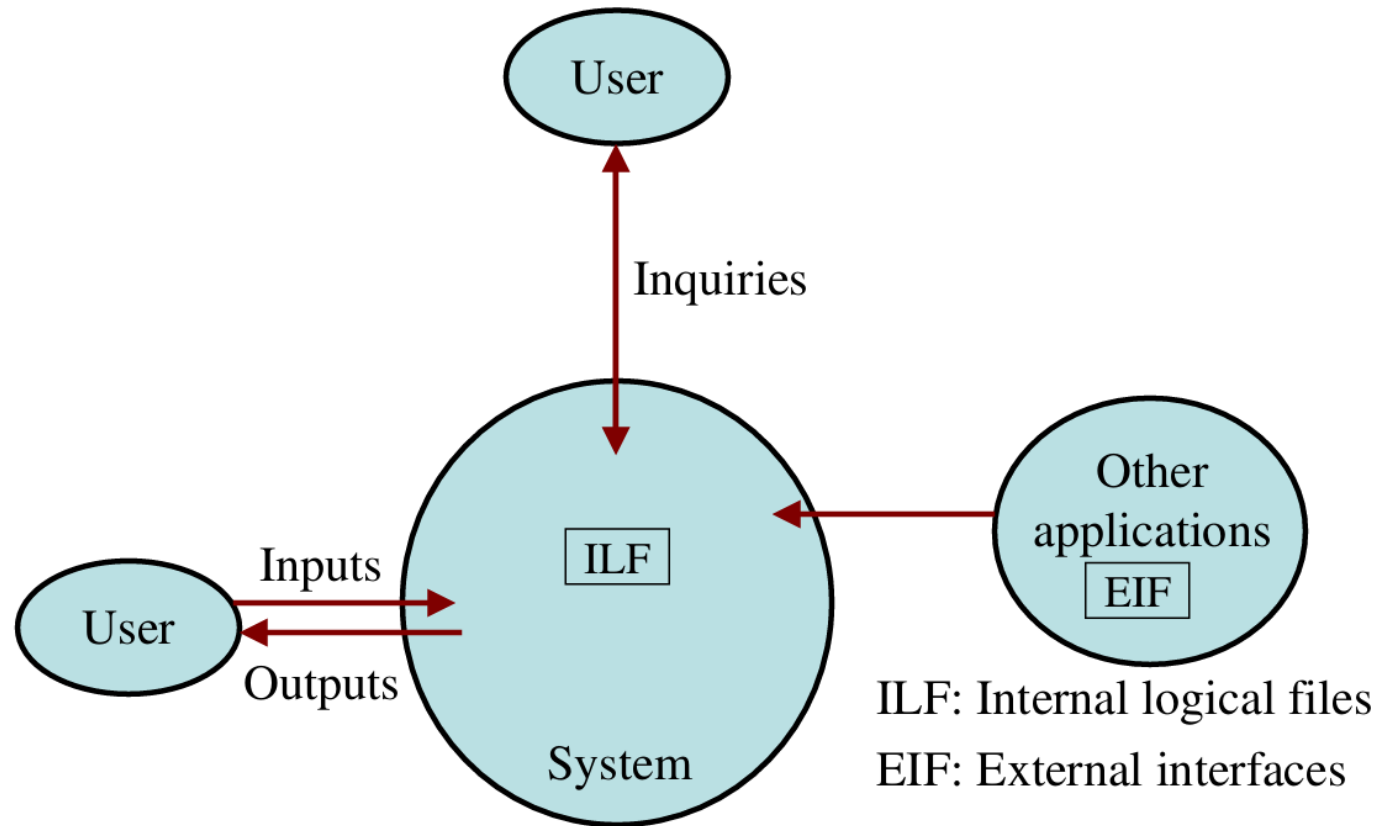 User
Inquiries
Other
applications
EIF
ILF
Inputs
User
Outputs
System
ILF: Internal logical files
EIF: External interfaces